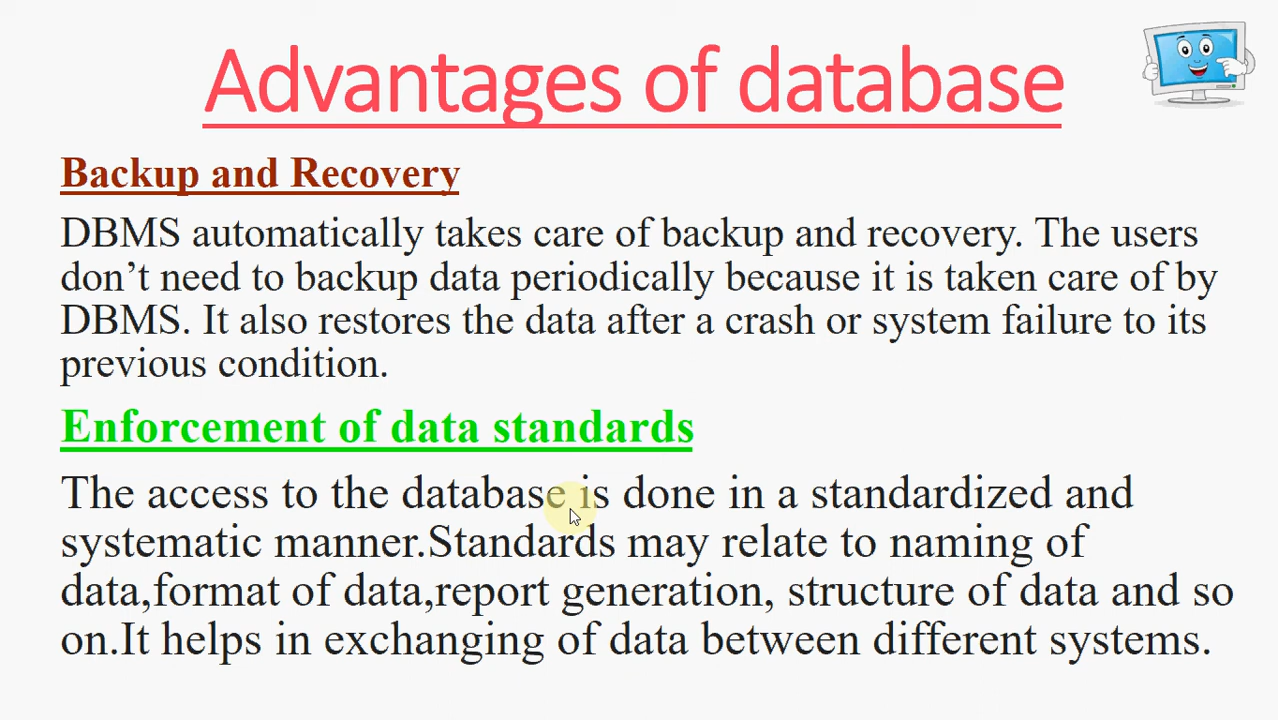 Advantages of database
Backup and Recovery
DBMS automatically takes care of backup and recovery. The users
don’t need to backup data periodically because it is taken care of by
DBMS. It also restores the data after a crash or system failure to its
previous condition.
Enforcement of data standards
The access to the database is done in a standardized and
systematic manner.Standards may relate to naming of
data,format of data,report generation, structure of data and so
on.It helps in exchanging of data between different systems.